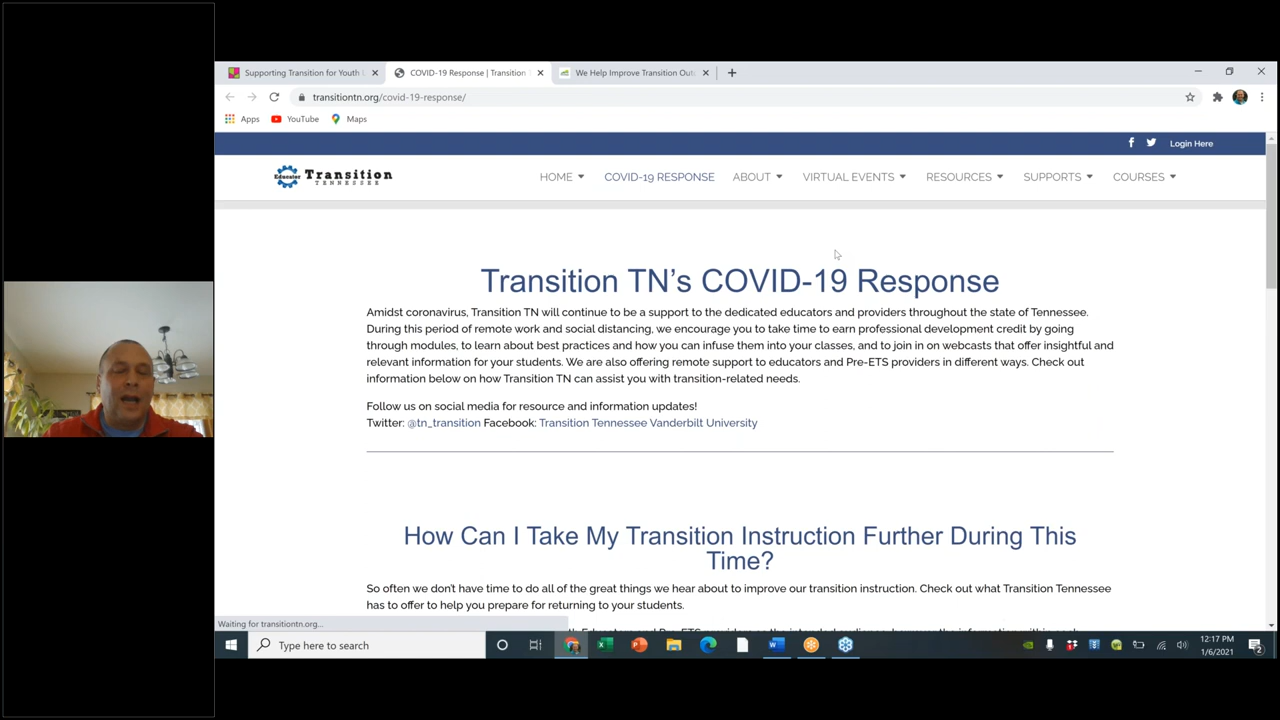 Supporting Transition for Youth
COVID-19 Response | Transition
We Help Improve Transition Out
transitiontn.org/covid-19-response/
Apps YouTube Maps
Login Here
Educator Transition
TENNESSEE
HOME COVID-19 RESPONSE ABOUT VIRTUAL EVENTS RESOURCES SUPPORTS COURSES
Transition TN's COVID-19 Response
Amidst coronavirus, Transition TN will continue to be a support to the dedicated educators and providers throughout the state of Tennessee.
During this period of remote work and social distancing, we encourage you to take time to earn professional development credit by going
through modules, to learn about best practices and how you can infuse them into your classes, and to join in on webcasts that offer insightful and
relevant information for your students. We are also offering remote support to educators and Pre-ETS providers in different ways. Check out
information below on how Transition TN can assist you with transition-related needs.
Follow us on social media for resource and information updates!
Twitter: @tn_transition Facebook: Transition Tennessee Vanderbilt University
How Can I Take My Transition Instruction Further During This
Time?
So often we don't have time to do all of the great things we hear about to improve our transition instruction. Check out what Transition Tennessee
has to offer to help you prepare for returning to your students.
Waiting for transitiontn.org...
Type here to search
12:17 PM
1/6/2021
2